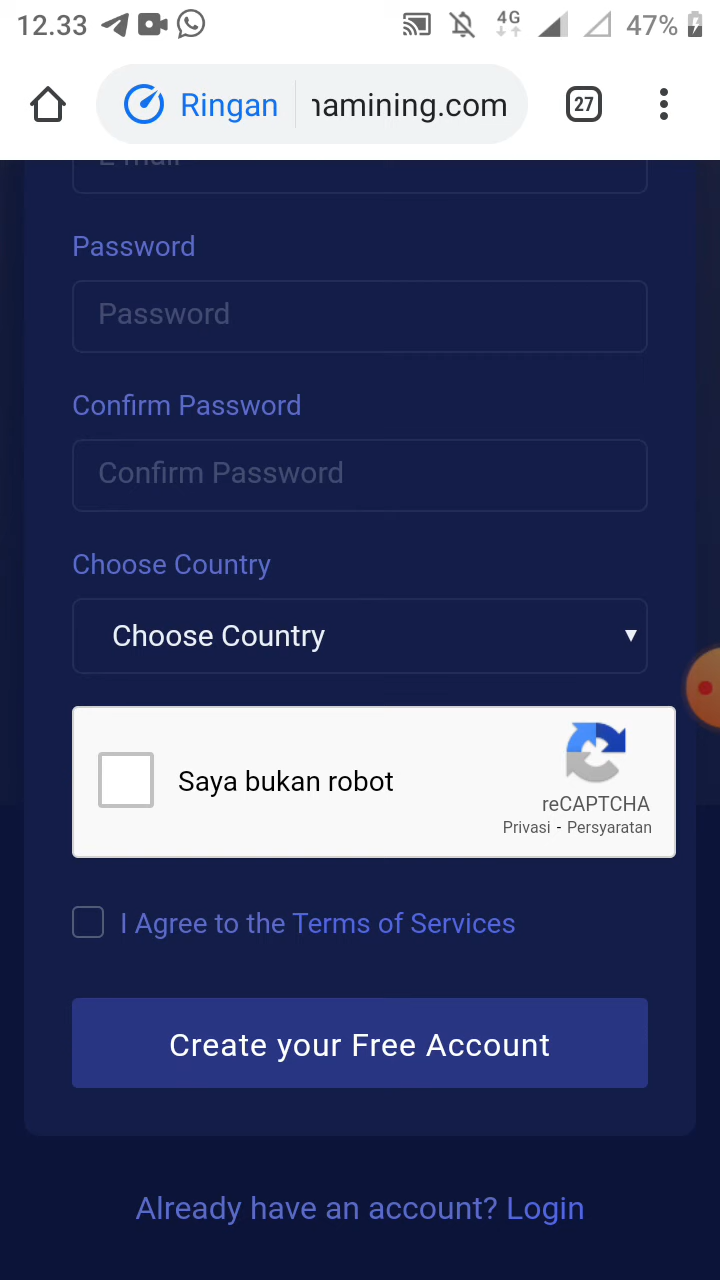 12.33 4G 47%
Ringan amining.com 27
E-mail
Password
Password
Confirm Password
Confirm Password
Choose Country
Choose Country
Saya bukan robot
reCAPTCHA
Privasi - Persyaratan
I Agree to the Terms of Services
Create your Free Account
Already have an account? Login